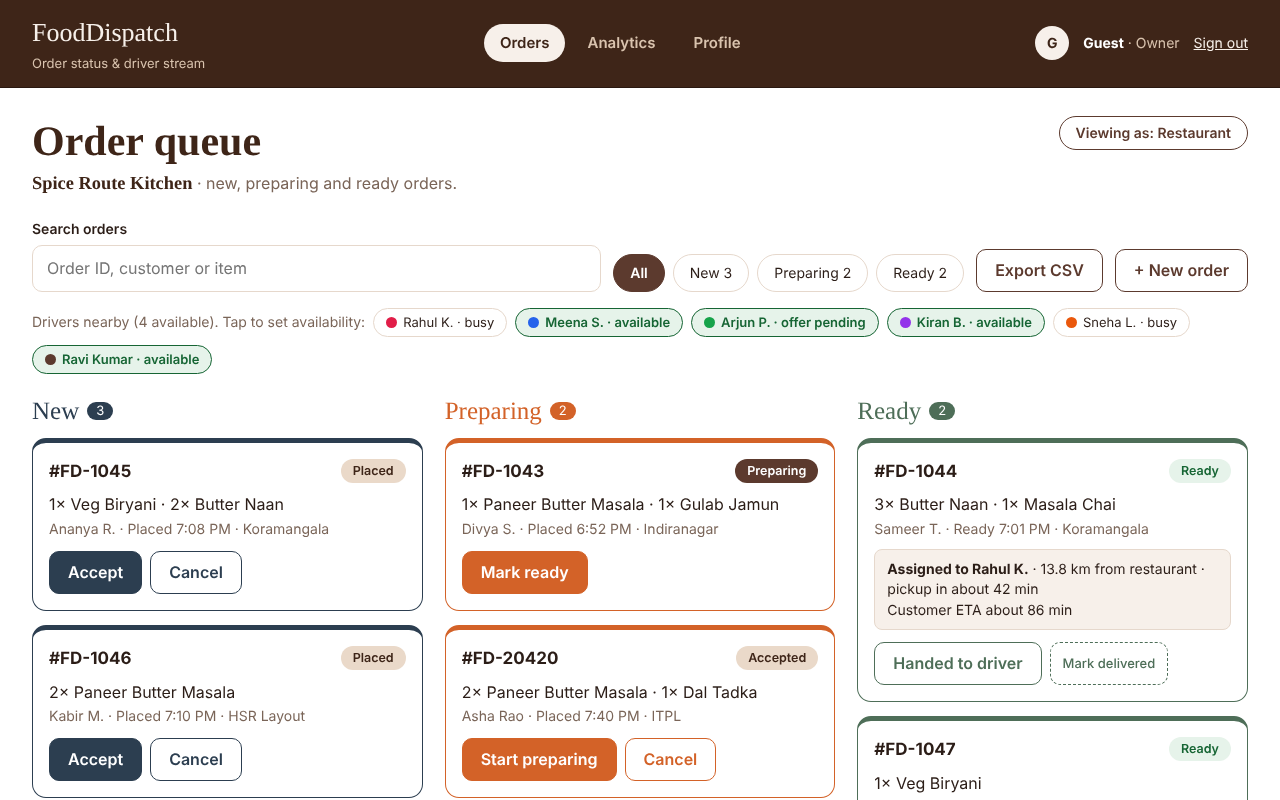 FoodDispatch
Order status & driver stream
Orders
Analytics
Profile
G
Guest · Owner
Sign out
Order queue
Viewing as: Restaurant
Spice Route Kitchen · new, preparing and ready orders.
Search orders
Order ID, customer or item
All
New 3
Preparing 2
Ready 2
Export CSV
+ New order
Drivers nearby (4 available). Tap to set availability:
Rahul K. · busy
Meena S. · available
Arjun P. · offer pending
Kiran B. · available
Sneha L. · busy
Ravi Kumar · available
New 3
#FD-1045
Placed
1× Veg Biryani · 2× Butter Naan
Ananya R. · Placed 7:08 PM · Koramangala
Accept
Cancel
#FD-1046
Placed
2× Paneer Butter Masala
Kabir M. · Placed 7:10 PM · HSR Layout
Accept
Cancel
Preparing 2
#FD-1043
Preparing
1× Paneer Butter Masala · 1× Gulab Jamun
Divya S. · Placed 6:52 PM · Indiranagar
Mark ready
#FD-20420
Accepted
2× Paneer Butter Masala · 1× Dal Tadka
Asha Rao · Placed 7:40 PM · ITPL
Start preparing
Cancel
Ready 2
#FD-1044
Ready
3× Butter Naan · 1× Masala Chai
Sameer T. · Ready 7:01 PM · Koramangala
Assigned to Rahul K. · 13.8 km from restaurant ·
pickup in about 42 min
Customer ETA about 86 min
Handed to driver
Mark delivered
#FD-1047
Ready
1× Veg Biryani